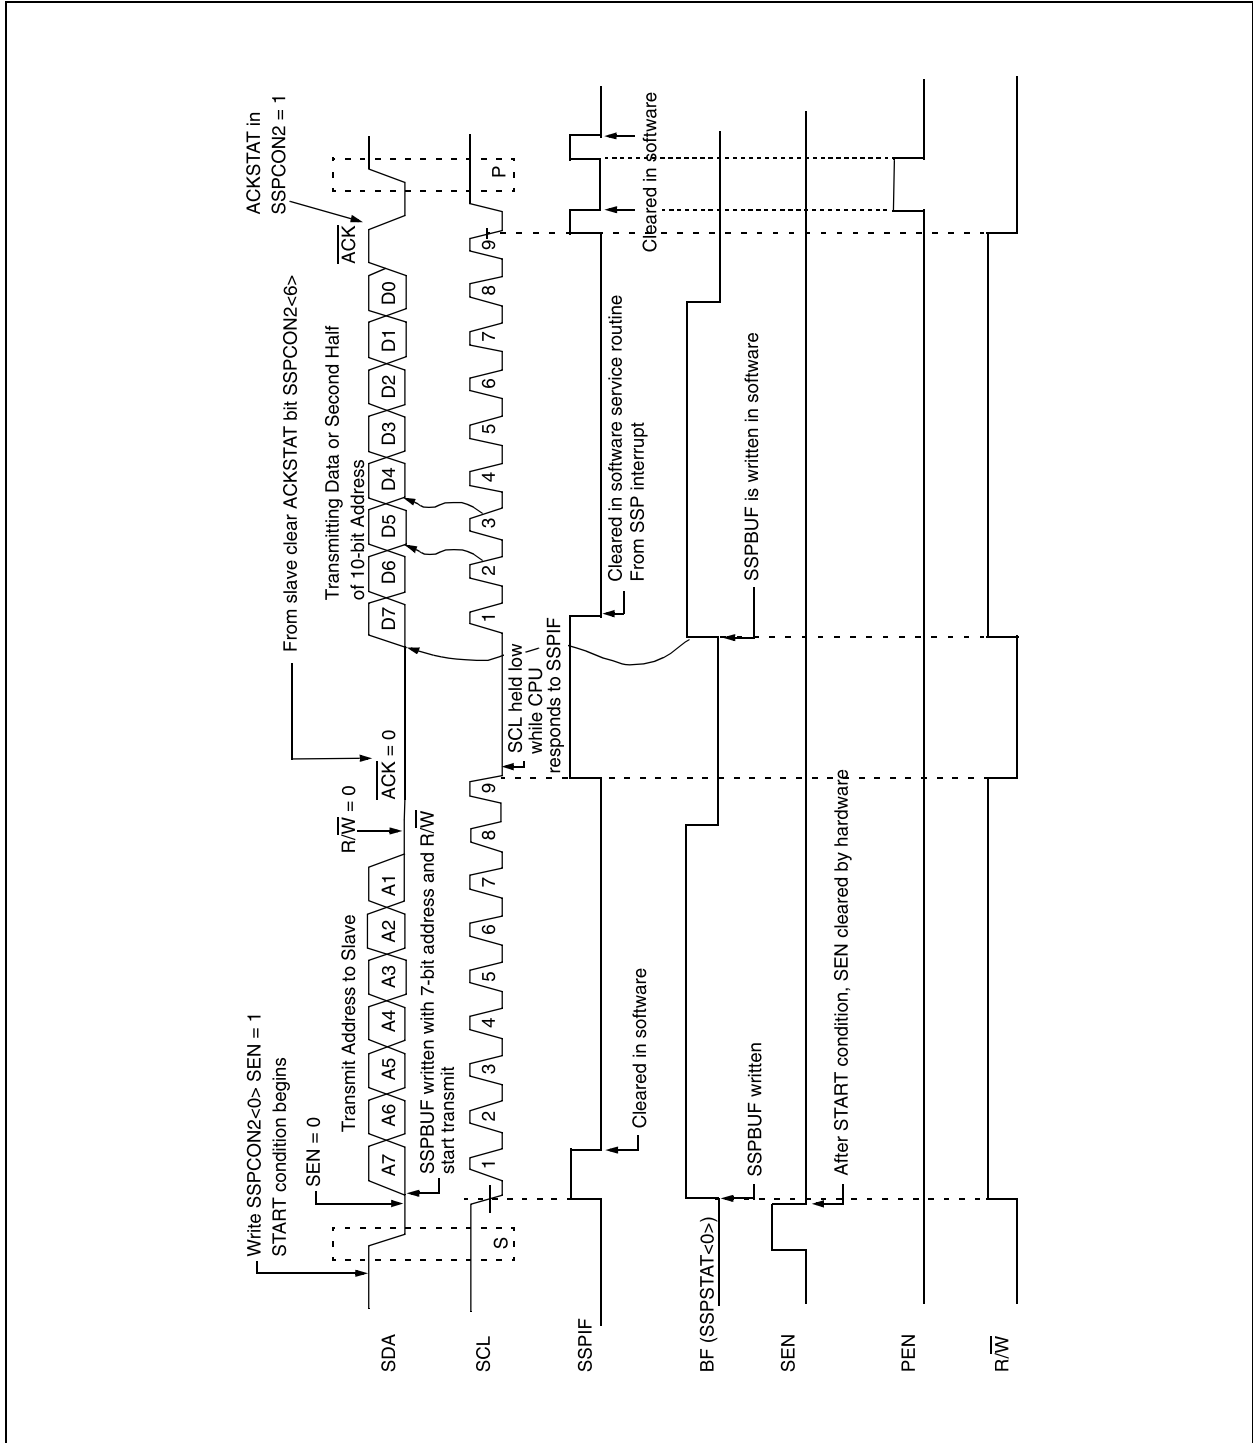 Write SSPCON2<0> SEN = 1
START condition begins
SEN = 0
Transmit Address to Slave
R/W = 0
From slave clear ACKSTAT bit SSPCON2<6>
Transmitting Data or Second Half
of 10-bit Address
ACKSTAT in
SSPCON2 = 1
ACK = 0
ACK
SDA
A7 A6 A5 A4 A3 A2 A1
D7 D6 D5 D4 D3 D2 D1 D0
SSPBUF written with 7-bit address and R/W
start transmit
SCL
S
1 2 3 4 5 6 7 8 9
1 2 3 4 5 6 7 8 9
P
SCL held low
while CPU
responds to SSPIF
SSPIF
Cleared in software
Cleared in software service routine
From SSP interrupt
Cleared in software
Cleared in software
BF (SSPSTAT<0>)
SSPBUF written
SSPBUF is written in software
SEN
After START condition, SEN cleared by hardware
PEN
R/W